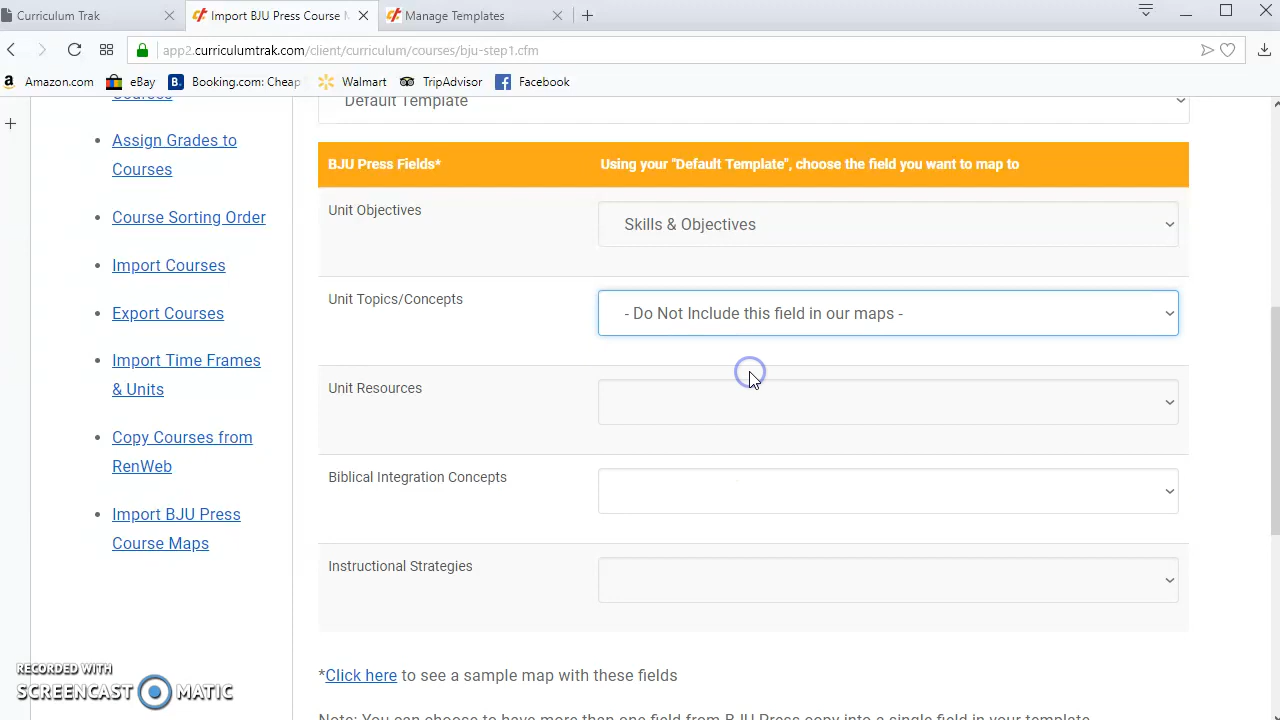 Curriculum Trak
Import BJU Press Course M
Manage Templates
app2.curriculumtrak.com/client/curriculum/courses/bju-step1.cfm
Amazon.com
eBay
Booking.com: Cheap
Walmart
TripAdvisor
Facebook
Courses
Default Template
Assign Grades to
Courses
BJU Press Fields*
Using your "Default Template", choose the field you want to map to
Unit Objectives
Skills & Objectives
Course Sorting Order
Import Courses
Unit Topics/Concepts
- Do Not Include this field in our maps -
Export Courses
Import Time Frames
& Units
Unit Resources
Copy Courses from
RenWeb
Biblical Integration Concepts
Import BJU Press
Course Maps
Instructional Strategies
*Click here to see a sample map with these fields
RECORDED WITH
SCREENCAST MATIC
Note: You can choose to have more than one field from BJU Press copy into a single field in your template